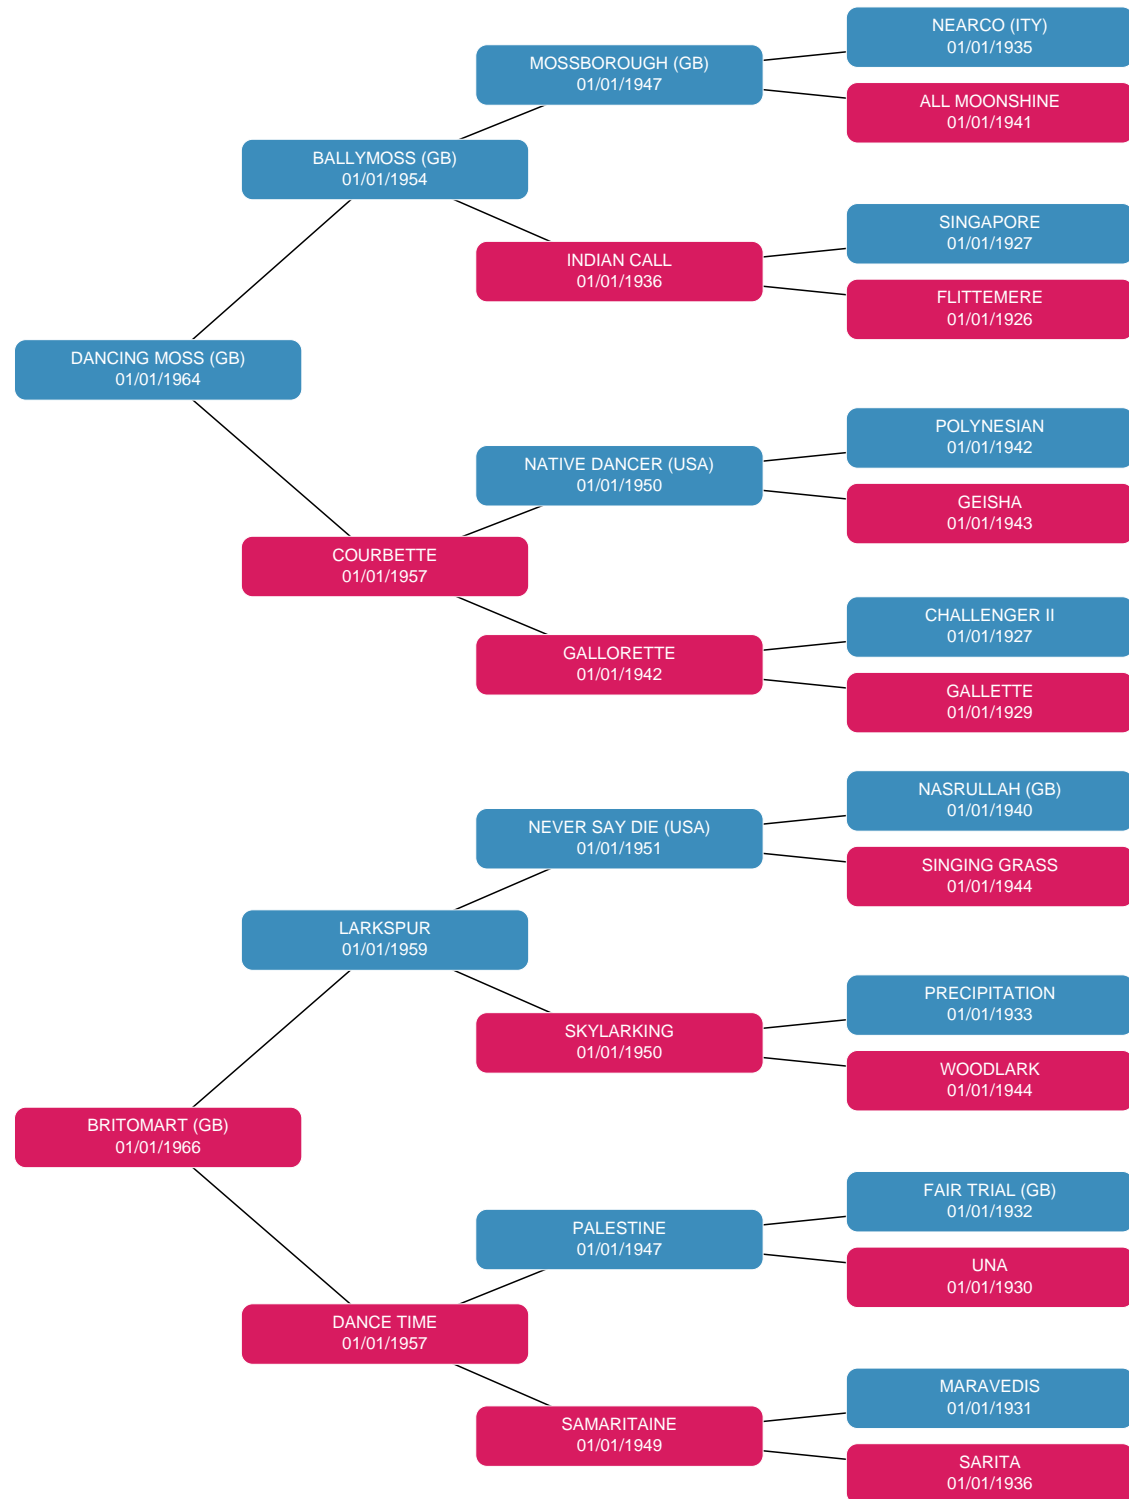 NEARCO (ITY)
01/01/1935
MOSSBOROUGH (GB)
01/01/1947
ALL MOONSHINE
01/01/1941
BALLYMOSS (GB)
01/01/1954
SINGAPORE
01/01/1927
INDIAN CALL
01/01/1936
FLITTEMERE
01/01/1926
DANCING MOSS (GB)
01/01/1964
POLYNESIAN
01/01/1942
NATIVE DANCER (USA)
01/01/1950
GEISHA
01/01/1943
COURBETTE
01/01/1957
CHALLENGER II
01/01/1927
GALLORETTE
01/01/1942
GALLETTE
01/01/1929
NASRULLAH (GB)
01/01/1940
NEVER SAY DIE (USA)
01/01/1951
SINGING GRASS
01/01/1944
LARKSPUR
01/01/1959
PRECIPITATION
01/01/1933
SKYLARKING
01/01/1950
WOODLARK
01/01/1944
BRITOMART (GB)
01/01/1966
FAIR TRIAL (GB)
01/01/1932
PALESTINE
01/01/1947
UNA
01/01/1930
DANCE TIME
01/01/1957
MARAVEDIS
01/01/1931
SAMARITAINE
01/01/1949
SARITA
01/01/1936